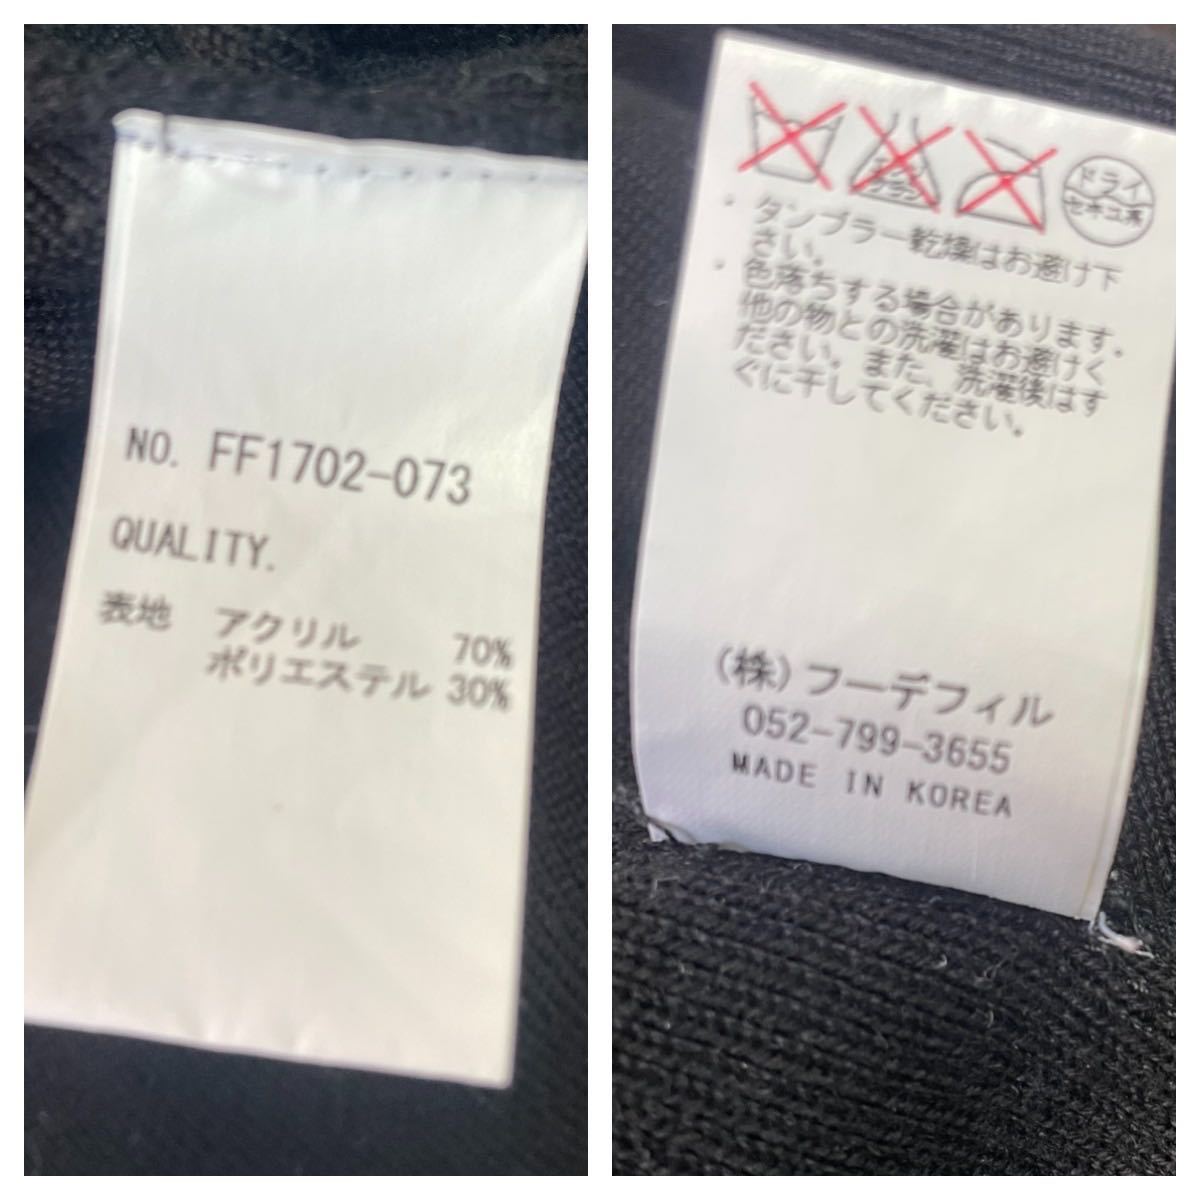 NO. FF1702-073
QUALITY.
表地 アクリル 70%
ポリエステル 30%
ドライ
セキユ系
・タンブラー乾燥はお避け下
さい。
・色落ちする場合があります。
他の物との洗濯はお避けく
ださい。また、洗濯後はす
ぐに干してください。
(株)フーデフィル
052-799-3655
MADE IN KOREA